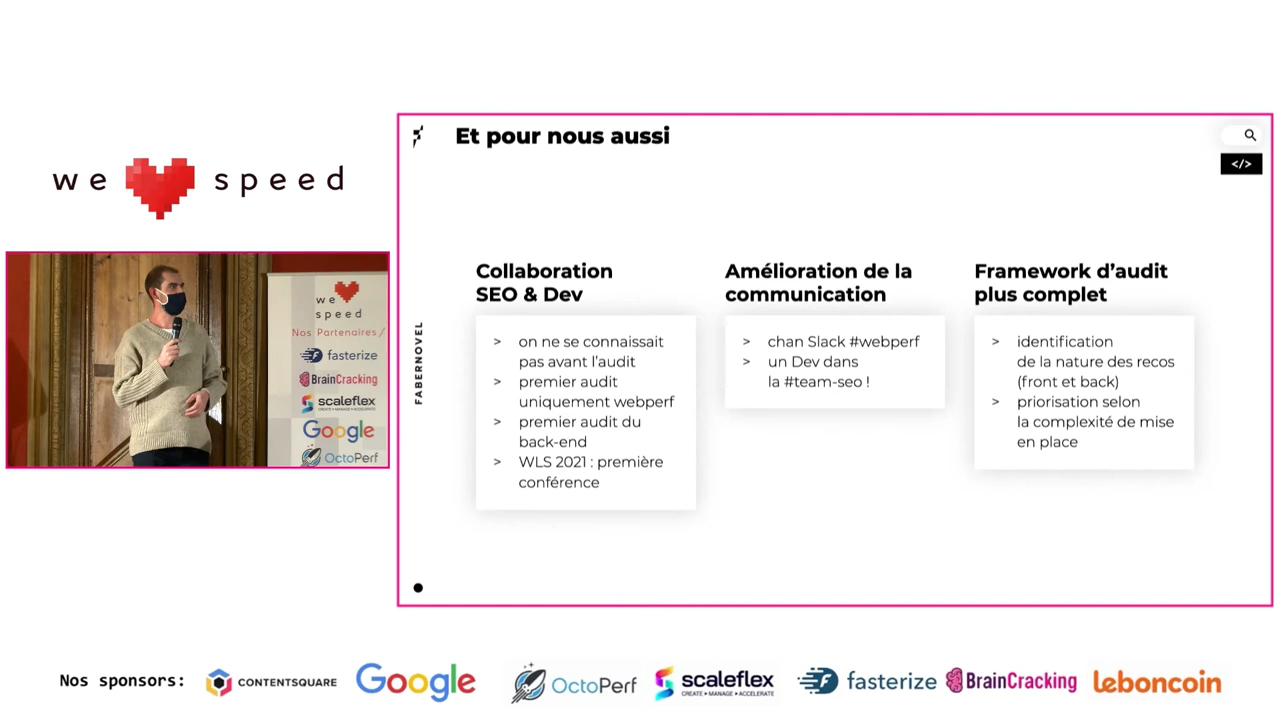 we speed
Et pour nous aussi
</>
Collaboration
SEO & Dev
> on ne se connaissait
pas avant l’audit
> premier audit
uniquement webperf
> premier audit du
back-end
> WLS 2021 : première
conférence
Amélioration de la
communication
> chan Slack #webperf
> un Dev dans
la #team-seo !
Framework d’audit
plus complet
> identification
de la nature des recos
(front et back)
> priorisation selon
la complexité de mise
en place
FABERNOVEL
we
speed
Nos Partenaires /
fasterize
BrainCracking
scaleflex
CREATE • MANAGE • ACCELERATE
Google
OctoPerf
Nos sponsors:
CONTENTSQUARE
Google
OctoPerf
scaleflex
CREATE • MANAGE • ACCELERATE
fasterize
BrainCracking
leboncoin